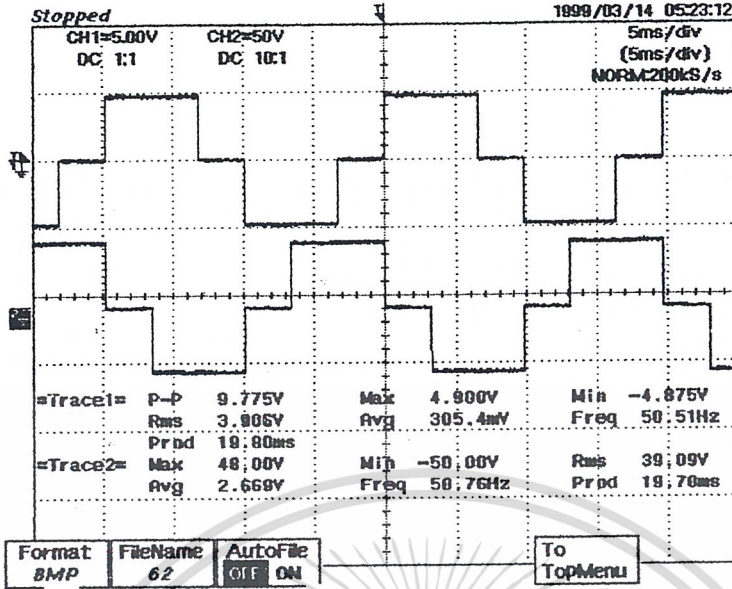 Stopped 1999/03/14 05:23:12
CH1=5.00V CH2=50V 5ms/div
DC 1:1 DC 10:1 (5ms/div)
NORM:200kS/s
=Trace1= P-P 9.775V Max 4.900V Min -4.875V
Rms 3.906V Avg 305.4mV Freq 50.51Hz
Prod 19.80ms
=Trace2= Max 48.00V Min -50.00V Rms 39.09V
Avg 2.669V Freq 50.76Hz Prod 19.70ms
Format FileName AutoFile To
BMP 62 OFF ON TopMenu